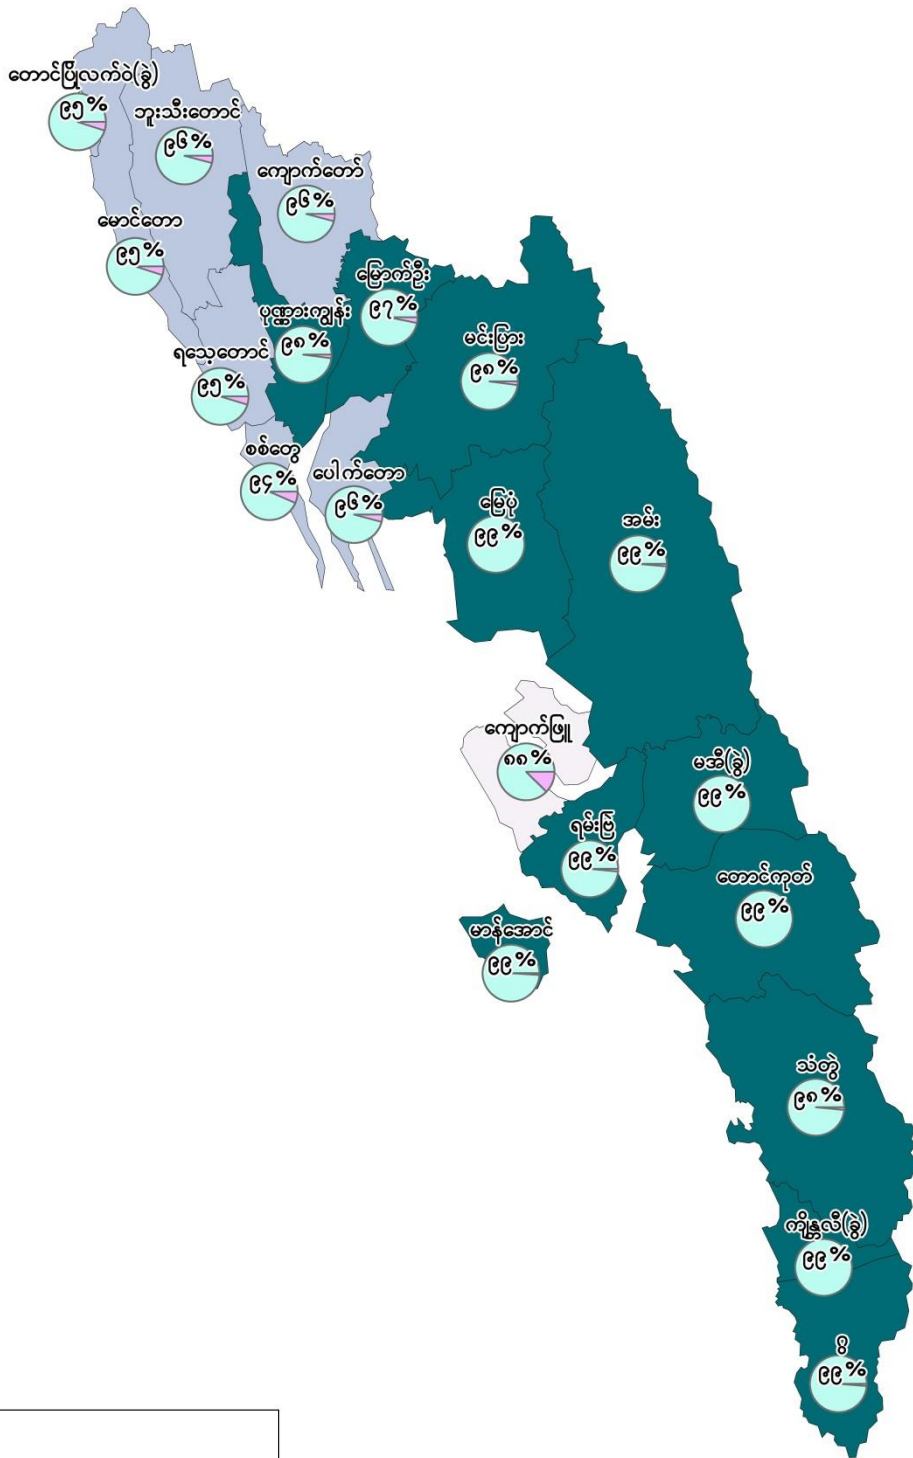 တောင်ပြိုလက်ဝဲ(ခွဲ)
၉၅%
ဘူးသီးတောင်
၉၆%
ကျောက်တော်
၉၆%
မောင်တော
၉၅%
မြောက်ဦး
၉၇%
ပုဏ္ဏားကျွန်း
၉၈%
မင်းပြား
၉၈%
ရသေ့တောင်
၉၅%
စစ်တွေ
၉၄%
ပေါက်တော
၉၆%
မြေပုံ
၉၉%
အမ်း
၉၉%
ကျောက်ဖြူ
၈၈%
မအီ(ခွဲ)
၉၉%
ရမ်းဗြဲ
၉၉%
တောင်ကုတ်
၉၉%
မာန်အောင်
၉၉%
သံတွဲ
၉၈%
ကျိန္တလီ(ခွဲ)
၉၉%
ဂွ
၉၉%